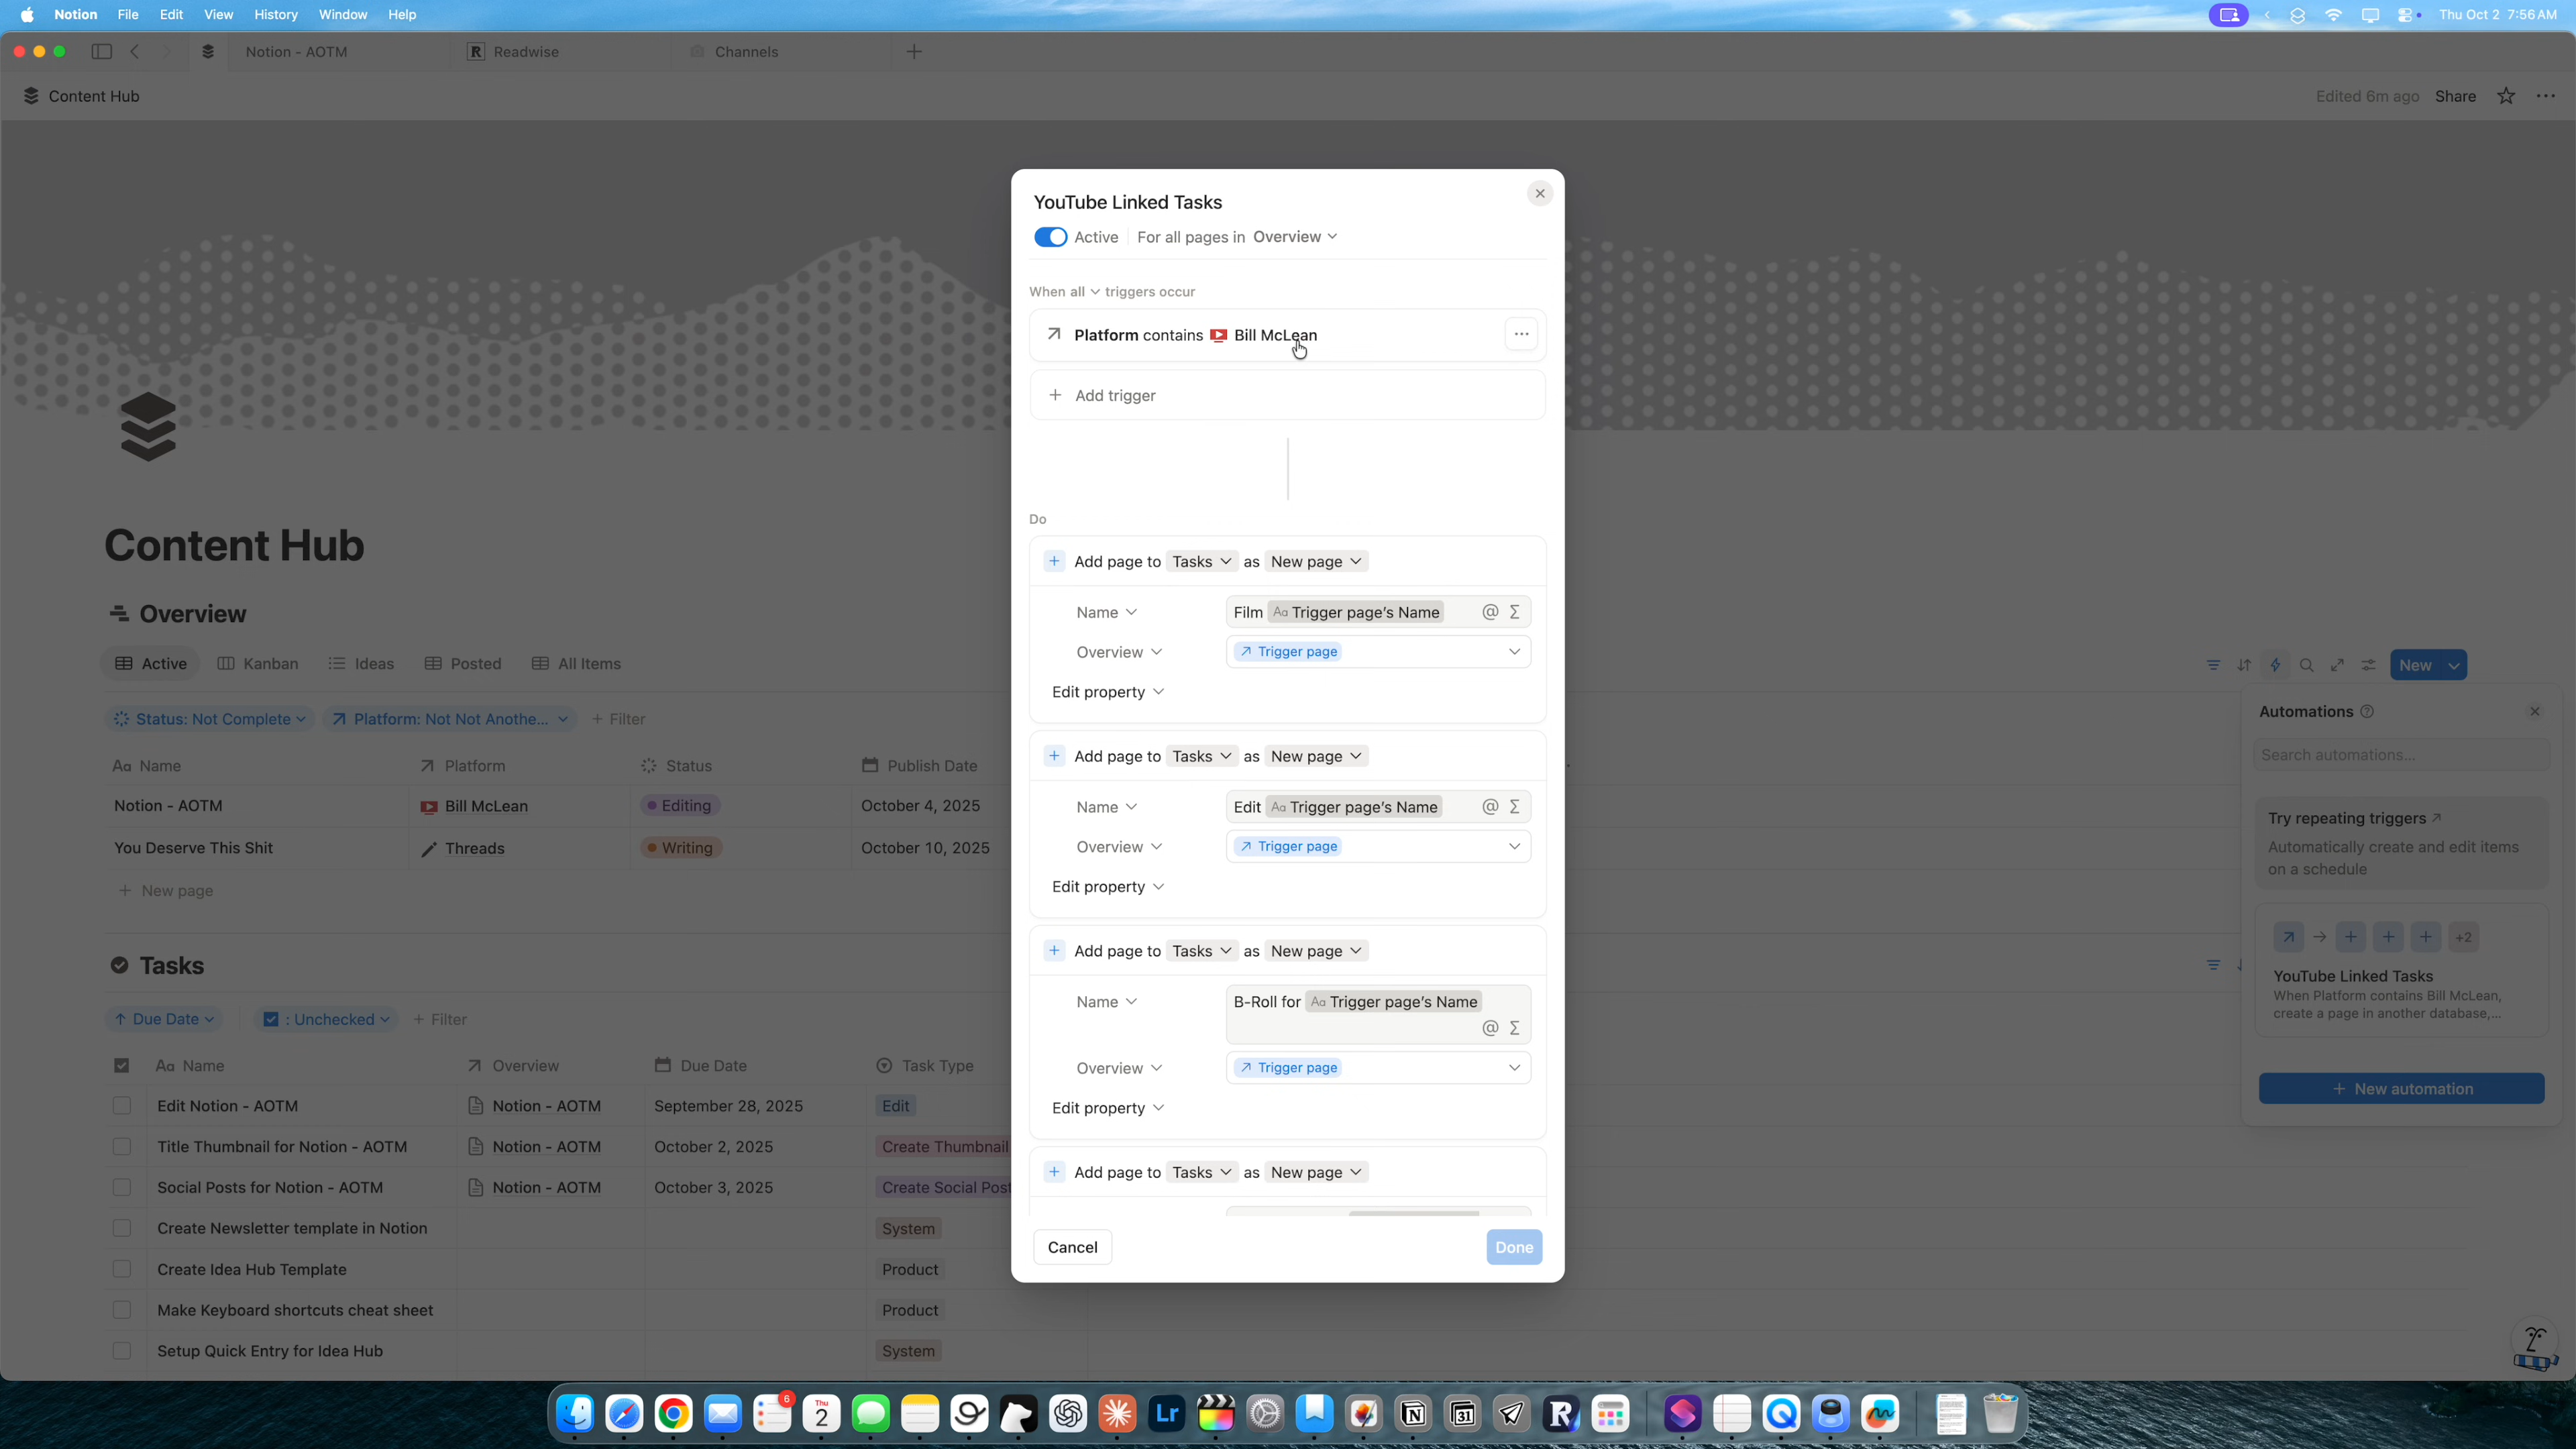 Notion File Edit View History Window Help
Thu Oct 2 7:56 AM
Notion - AOTM
Readwise
Channels
Content Hub
Edited 6m ago Share
Content Hub
Overview
Active Kanban Ideas Posted All Items
New
Status: Not Complete Platform: Not Not Anothe... + Filter
Aa Name Platform Status Publish Date
Notion - AOTM Bill McLean Editing October 4, 2025
You Deserve This Shit Threads Writing October 10, 2025
+ New page
Tasks
Due Date : Unchecked + Filter
Aa Name Overview Due Date Task Type
Edit Notion - AOTM Notion - AOTM September 28, 2025 Edit
Title Thumbnail for Notion - AOTM Notion - AOTM October 2, 2025 Create Thumbnail
Social Posts for Notion - AOTM Notion - AOTM October 3, 2025 Create Social Post
Create Newsletter template in Notion System
Create Idea Hub Template Product
Make Keyboard shortcuts cheat sheet Product
Setup Quick Entry for Idea Hub System
YouTube Linked Tasks
Active For all pages in Overview
When all triggers occur
Platform contains Bill McLean
+ Add trigger
Do
+ Add page to Tasks as New page
Name Film Aa Trigger page's Name @ Σ
Overview Trigger page
Edit property
+ Add page to Tasks as New page
Name Edit Aa Trigger page's Name @ Σ
Overview Trigger page
Edit property
+ Add page to Tasks as New page
Name B-Roll for Aa Trigger page's Name
@ Σ
Overview Trigger page
Edit property
+ Add page to Tasks as New page
Cancel Done
Automations
Search automations...
Try repeating triggers
Automatically create and edit items
on a schedule
+2
YouTube Linked Tasks
When Platform contains Bill McLean,
create a page in another database,...
+ New automation
6
Thu
2
Lr
31
R